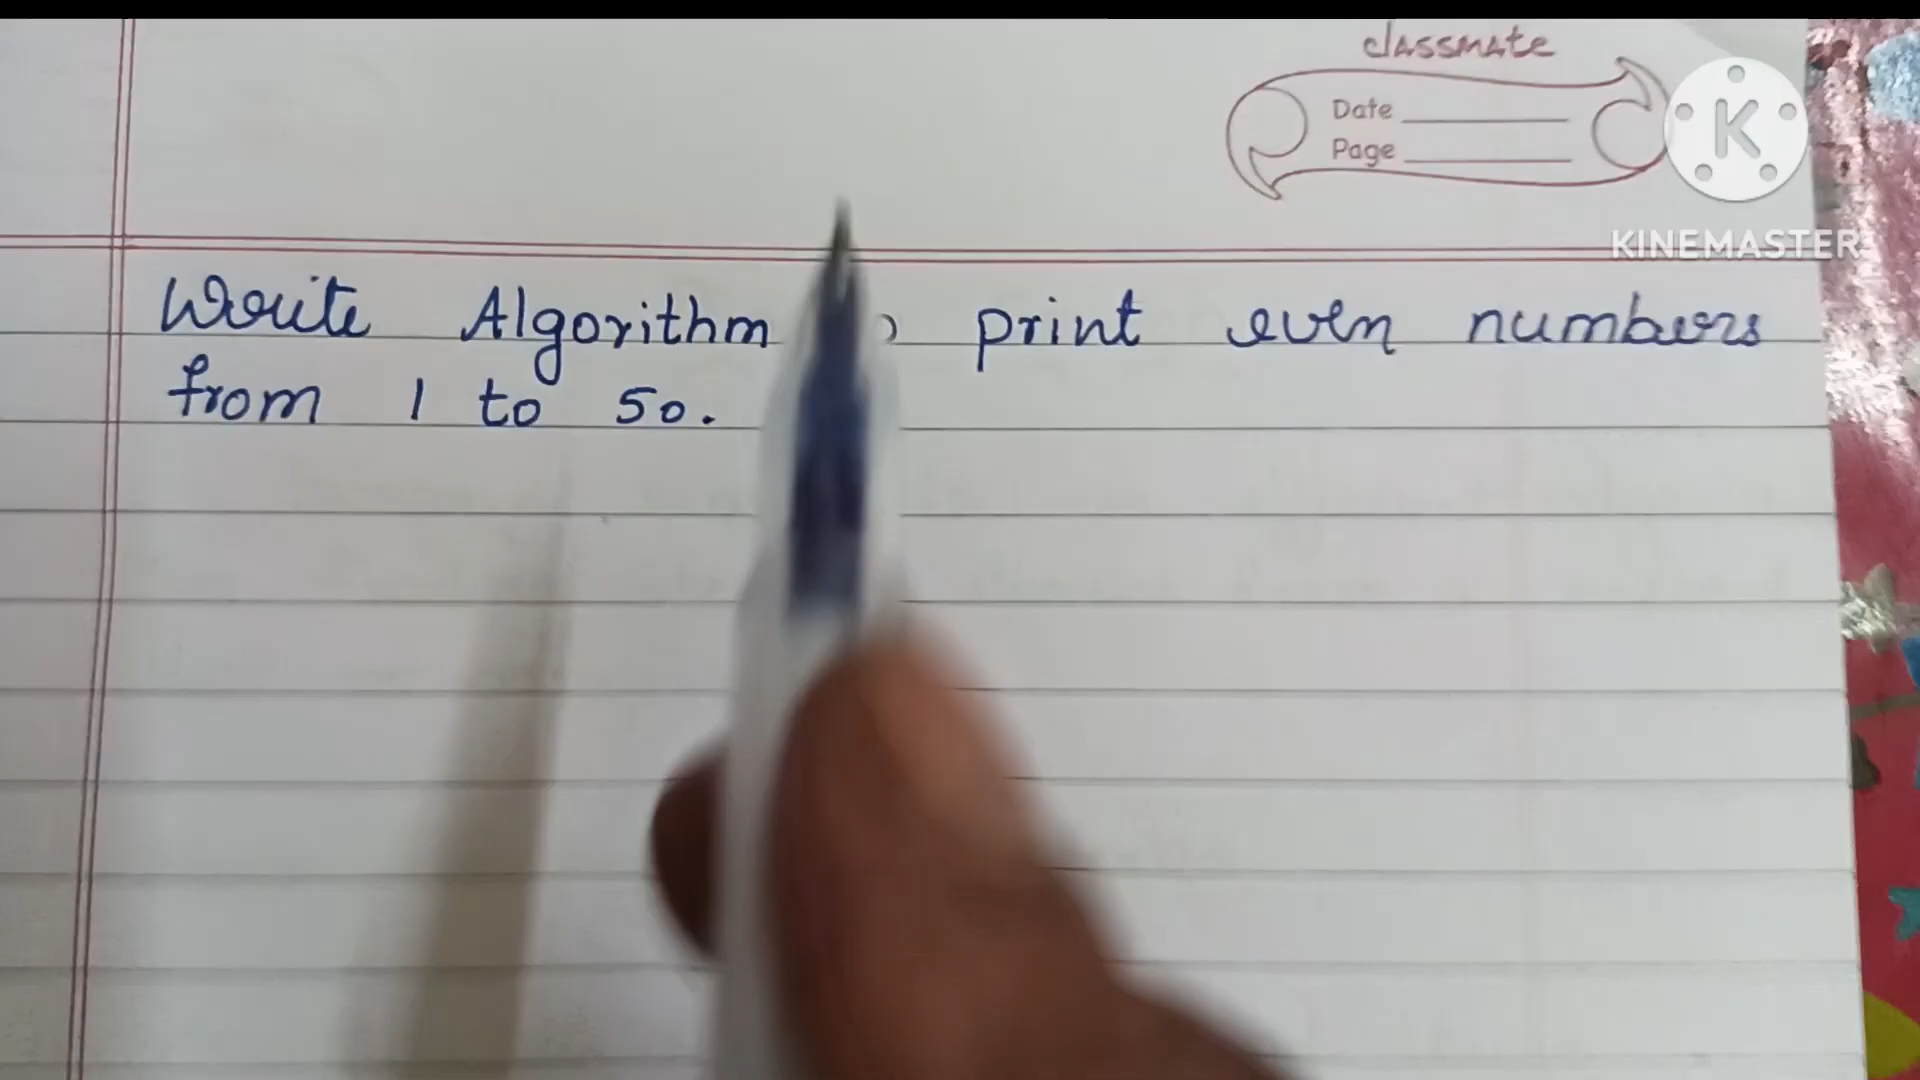 classmate
Date
Page
KINEMASTER
Write Algorithm print even numbers
from 1 to 50.